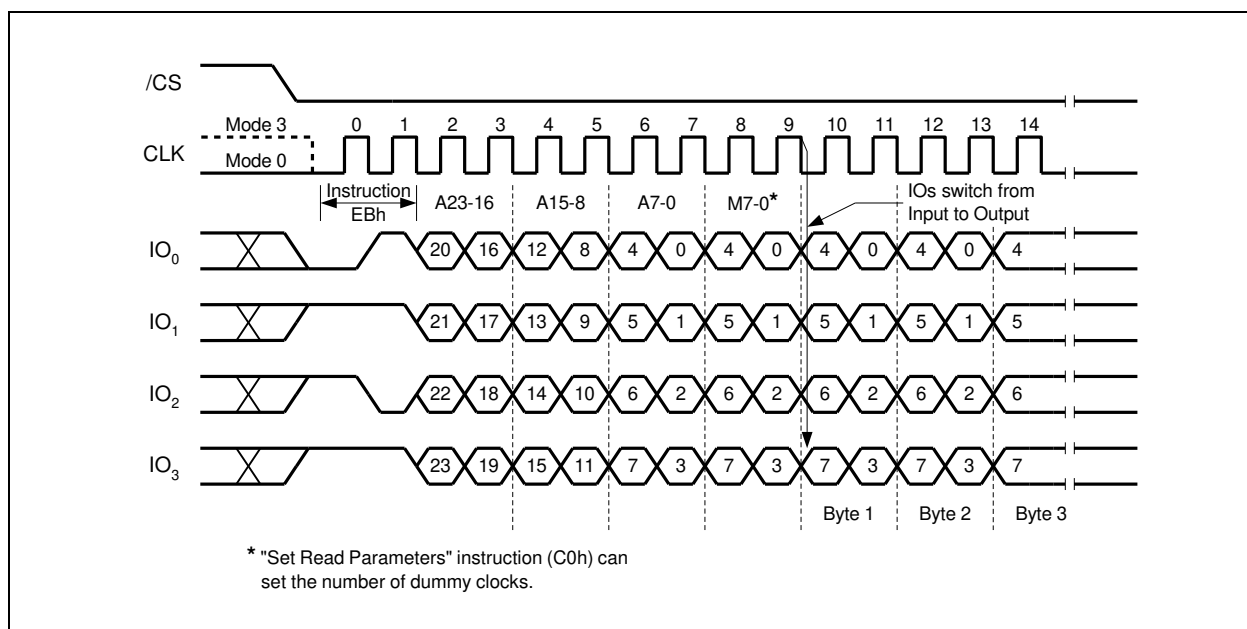 /CS
Mode 3 0 1 2 3 4 5 6 7 8 9 10 11 12 13 14
CLK Mode 0
Instruction A23-16 A15-8 A7-0 M7-0* IOs switch from
EBh Input to Output
IO0 20 16 12 8 4 0 4 0 4 0 4 0 4
IO1 21 17 13 9 5 1 5 1 5 1 5 1 5
IO2 22 18 14 10 6 2 6 2 6 2 6 2 6
IO3 23 19 15 11 7 3 7 3 7 3 7 3 7
Byte 1 Byte 2 Byte 3
* "Set Read Parameters" instruction (C0h) can
set the number of dummy clocks.